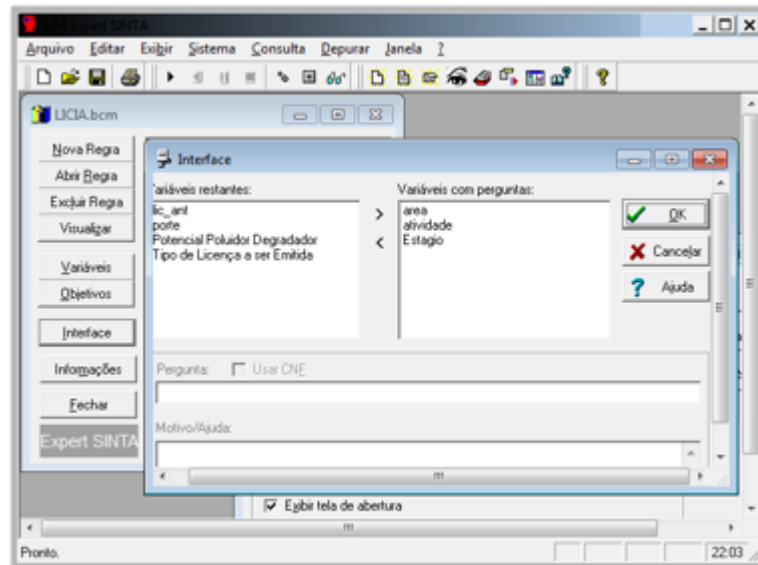 Expert SINTA
Arquivo Editar Exibir Sistema Consulta Depurar Janela ?
LICIA.bcm
Nova Regra
Abrir Regra
Excluir Regra
Visualizar
Variáveis
Objetivos
Interface
Informações
Fechar
Expert SINTA
Interface
ariáveis restantes:
lic_ant
porte
Potencial Poluidor Degradador
Tipo de Licença a ser Emitida
>
<
Variáveis com perguntas:
area
atividade
Estagio
OK
Cancelar
Ajuda
Pergunta: Usar CNF
Motivo/Ajuda:
Exibir tela de abertura
Pronto. 22:03